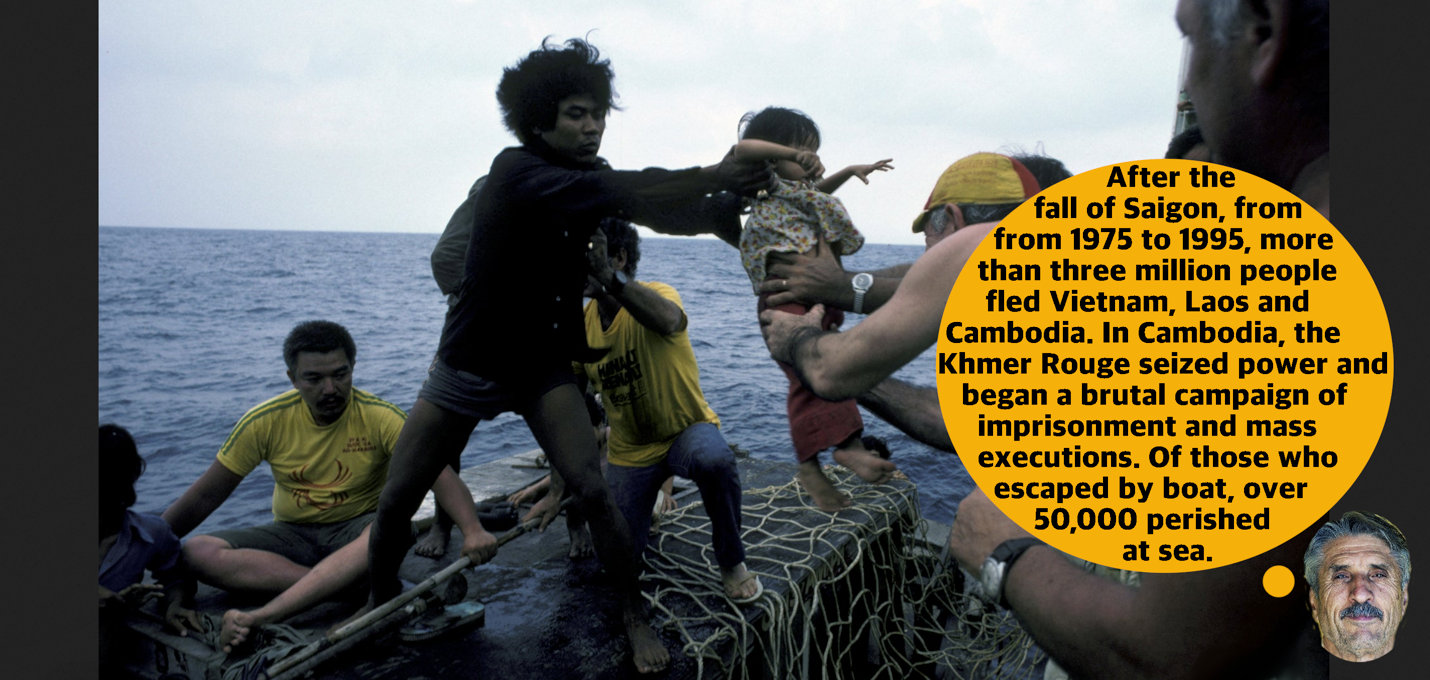 After the
fall of Saigon, from
from 1975 to 1995, more
than three million people
fled Vietnam, Laos and
Cambodia. In Cambodia, the
Khmer Rouge seized power and
began a brutal campaign of
imprisonment and mass
executions. Of those who
escaped by boat, over
50,000 perished
at sea.